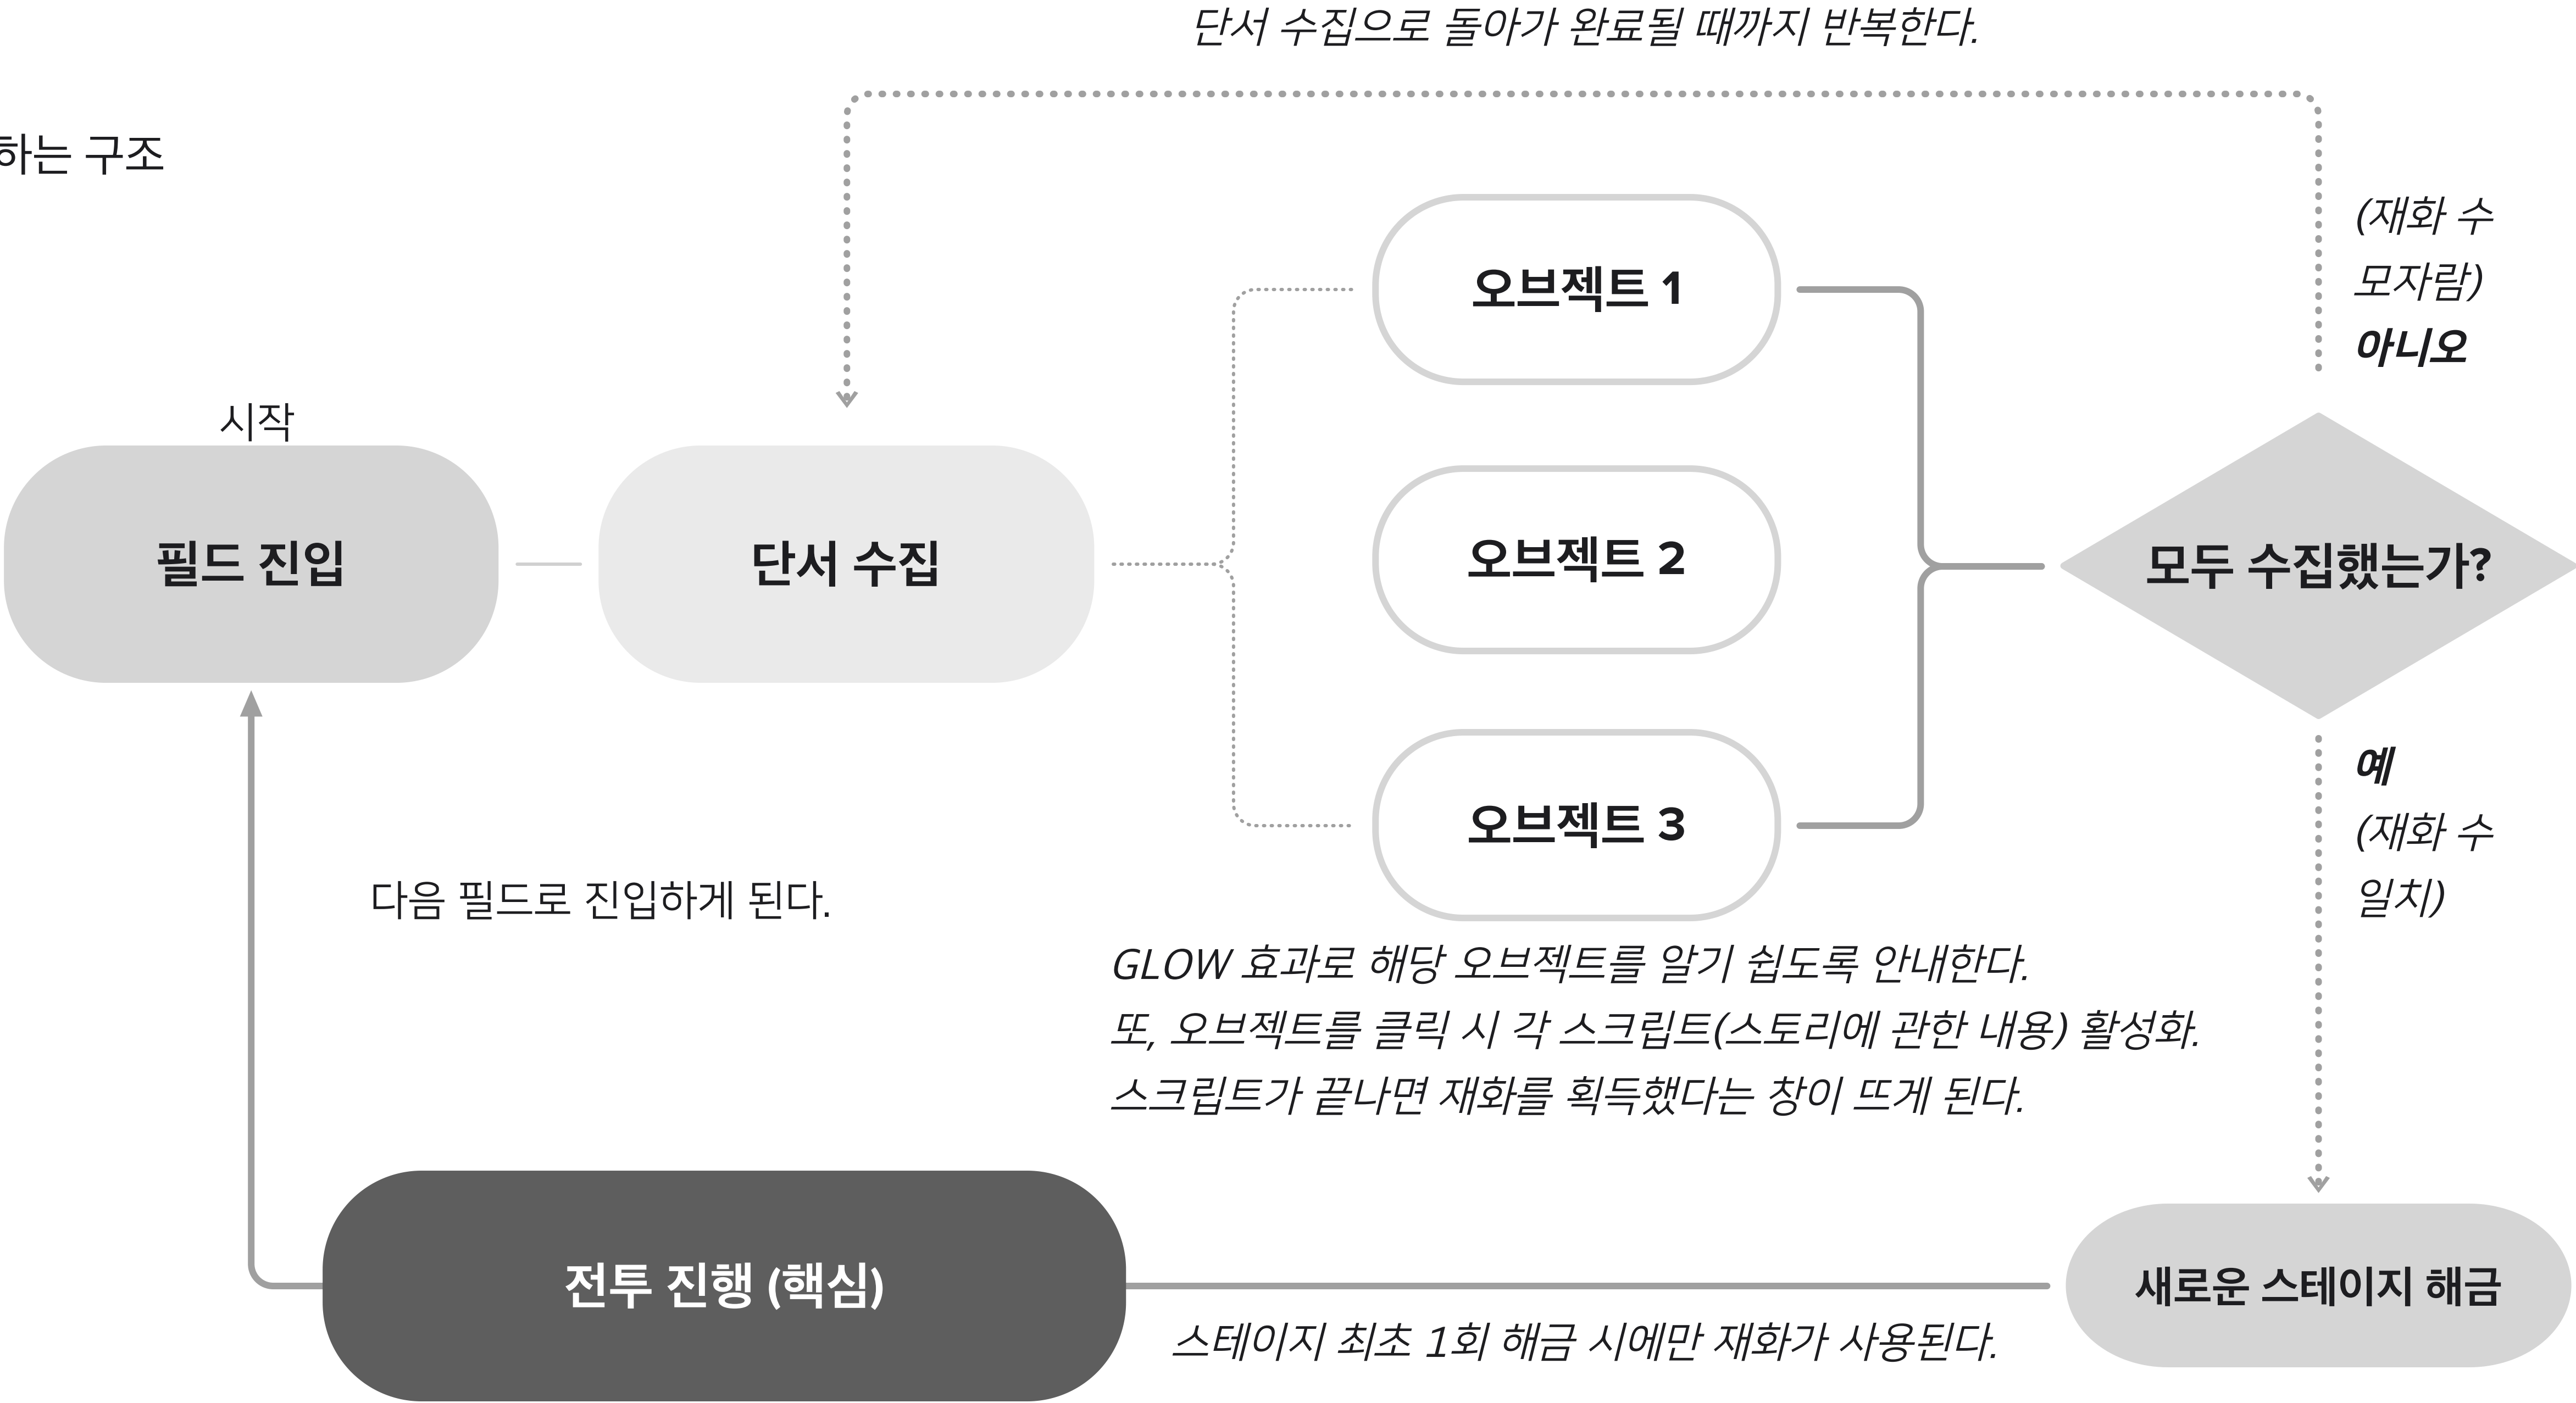 단서 수집으로 돌아가 완료될 때까지 반복한다.
하는 구조
(재화 수
모자람)
아니오
시작
필드 진입
단서 수집
오브젝트 1
오브젝트 2
오브젝트 3
모두 수집했는가?
예
(재화 수
일치)
다음 필드로 진입하게 된다.
GLOW 효과로 해당 오브젝트를 알기 쉽도록 안내한다.
또, 오브젝트를 클릭 시 각 스크립트(스토리에 관한 내용) 활성화.
스크립트가 끝나면 재화를 획득했다는 창이 뜨게 된다.
전투 진행 (핵심)
새로운 스테이지 해금
스테이지 최초 1회 해금 시에만 재화가 사용된다.